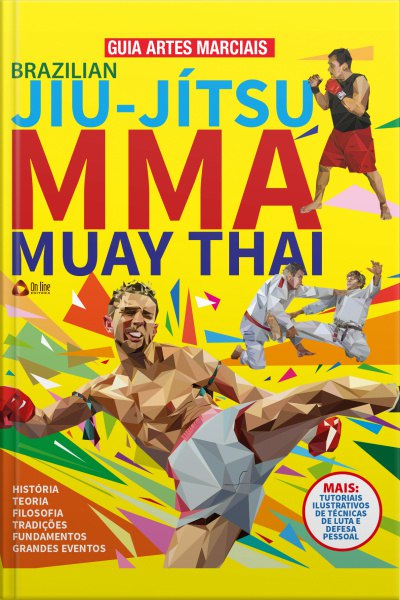 GUIA ARTES MARCIAIS
BRAZILIAN
JIU-JÍTSU
MMA
MUAY THAI
On line
EDITORA
HISTÓRIA
TEORIA
FILOSOFIA
TRADIÇÕES
FUNDAMENTOS
GRANDES EVENTOS
MAIS:
TUTORIAIS
ILUSTRATIVOS
DE TÉCNICAS
DE LUTA E
DEFESA
PESSOAL